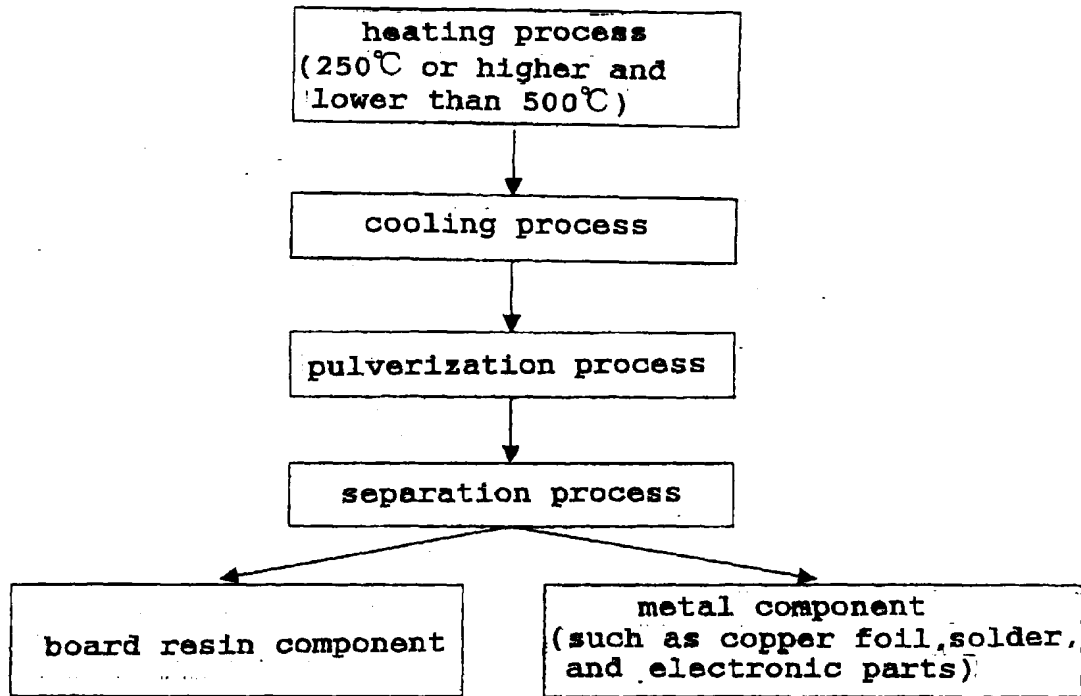 heating process
(250℃ or higher and
lower than 500℃)
cooling process
pulverization process
separation process
board resin component
metal component
(such as copper foil,solder,
and electronic parts)